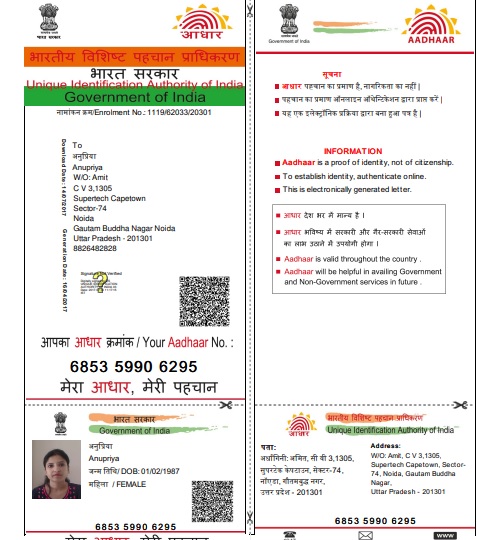 भारत सरकार
आधार
भारतीय विशिष्ट पहचान प्राधिकरण
भारत सरकार
Unique Identification Authority of India
Government of India
नामांकन क्रम/Enrolment No.: 1119/62033/20301
To
अनुप्रिया
Anupriya
W/O: Amit
C V 3,1305
Supertech Capetown
Sector-74
Noida
Gautam Buddha Nagar Noida
Uttar Pradesh - 201301
8826482828
Download Date: 14/07/2017
Generation Date:
Signature Not Verified
आपका आधार क्रमांक / Your Aadhaar No. :
6853 5990 6295
मेरा आधार, मेरी पहचान
भारत सरकार
Government of India
अनुप्रिया
Anupriya
जन्म तिथि/ DOB: 01/02/1987
महिला / FEMALE
6853 5990 6295
मेरा आधार, मेरी पहचान
Government of India
AADHAAR
सूचना
आधार पहचान का प्रमाण है, नागरिकता का नहीं |
पहचान का प्रमाण ऑनलाइन ऑथेन्टिकेशन द्वारा प्राप्त करें |
यह एक इलेक्ट्रॉनिक प्रक्रिया द्वारा बना हुआ पत्र है |
INFORMATION
Aadhaar is a proof of identity, not of citizenship.
To establish identity, authenticate online.
This is electronically generated letter.
आधार देश भर में मान्य है ।
आधार भविष्य में सरकारी और गैर-सरकारी सेवाओं
का लाभ उठाने में उपयोगी होगा ।
Aadhaar is valid throughout the country .
Aadhaar will be helpful in availing Government
and Non-Government services in future .
आधार
भारतीय विशिष्ट पहचान प्राधिकरण
Unique Identification Authority of India
पता:
अर्धांगिनी: अमित, सी वी 3,1305,
सुपरटेक केपटाउन, सेक्टर-74,
नॉएडा, गौतमबुद्ध नगर,
उत्तर प्रदेश - 201301
Address:
W/O: Amit, C V 3,1305,
Supertech Capetown, Sector-
74, Noida, Gautam Buddha
Nagar,
Uttar Pradesh - 201301
6853 5990 6295